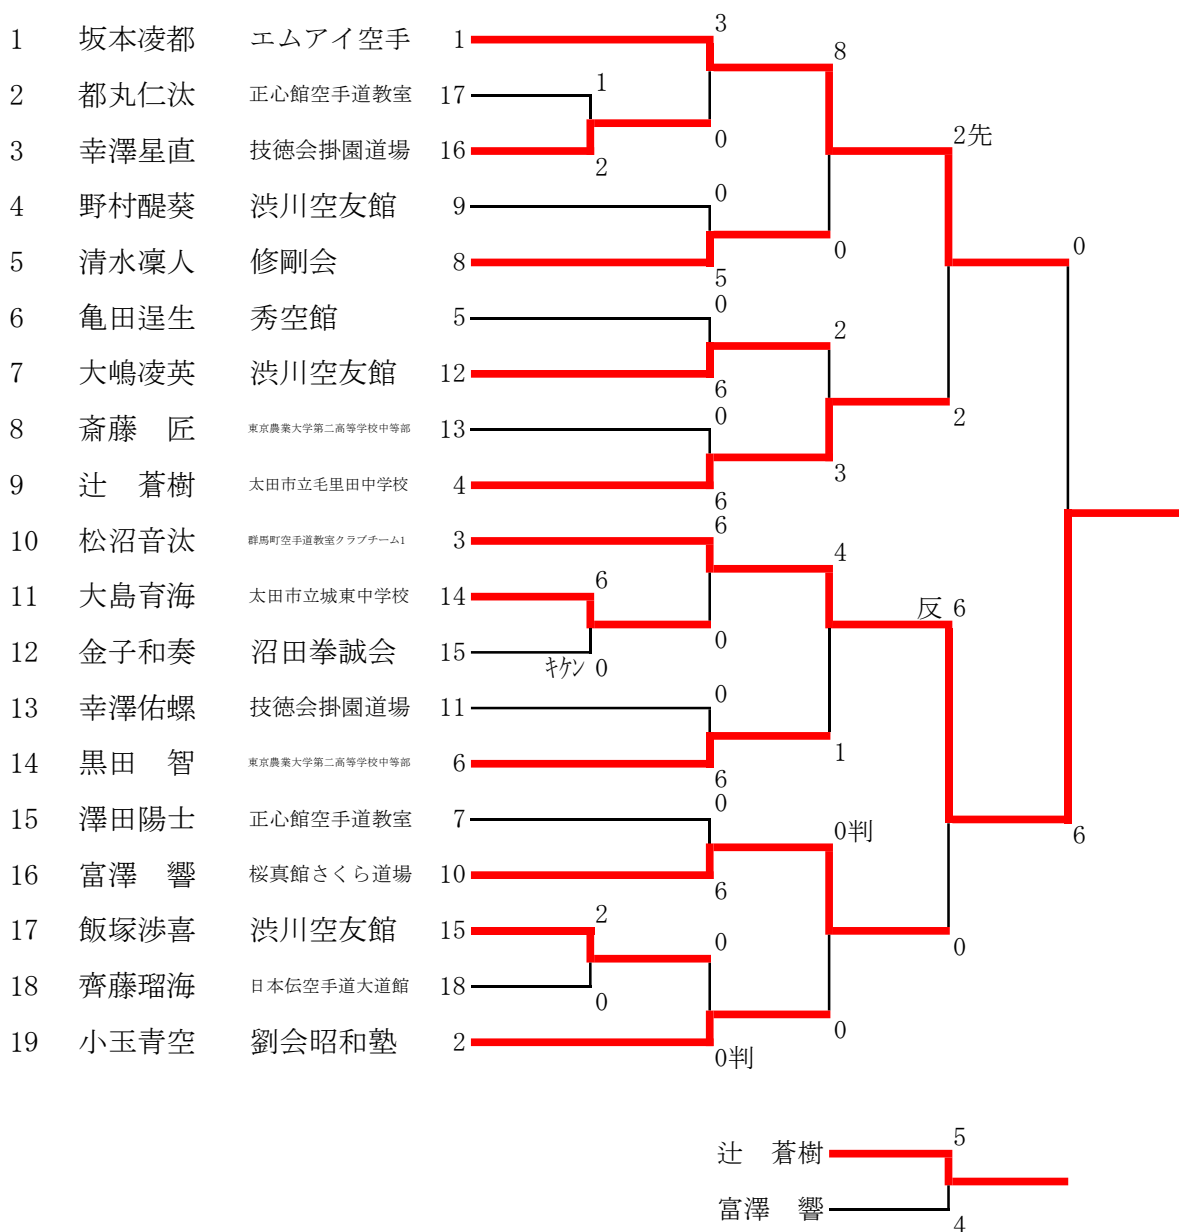 3
1 坂本凌都 エムアイ空手 1
8
2 都丸仁汰 正心館空手道教室 17
1
2先
0
3 幸澤星直 技徳会掛園道場 16
2
0
4 野村醍葵 渋川空友館 9
0
0
5 清水凜人 修剛会 8
5
0
6 亀田逞生 秀空館 5
2
7 大嶋凌英 渋川空友館 12
6
0
2
8 斎藤 匠 東京農業大学第二高等学校中等部 13
3
9 辻 蒼樹 太田市立毛里田中学校 4
6
6
10 松沼音汰 群馬町空手道教室クラブチーム1 3
4
11 大島育海 太田市立城東中学校 14
6
反 6
0
12 金子和奏 沼田拳誠会 15
キケン 0
0
13 幸澤佑螺 技徳会掛園道場 11
1
14 黒田 智 東京農業大学第二高等学校中等部 6
6
0
15 澤田陽士 正心館空手道教室 7
0判
6
16 富澤 響 桜真館さくら道場 10
6
2
17 飯塚渉喜 渋川空友館 15
0
0
18 齊藤瑠海 日本伝空手道大道館 18
0
0
19 小玉青空 劉会昭和塾 2
0判
5
辻 蒼樹
富澤 響
4